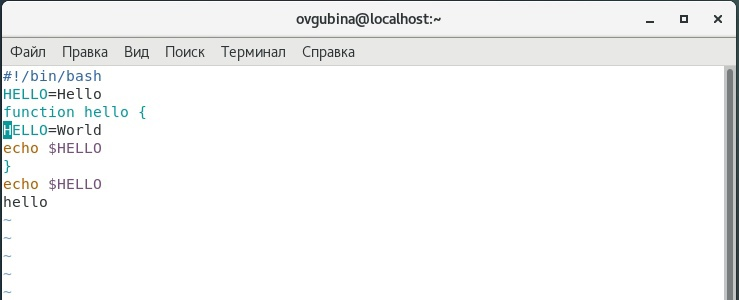 ovgubina@localhost:~
Файл Правка Вид Поиск Терминал Справка
#!/bin/bash
HELLO=Hello
function hello {
HELLO=World
echo $HELLO
}
echo $HELLO
hello
~
~
~
~
~